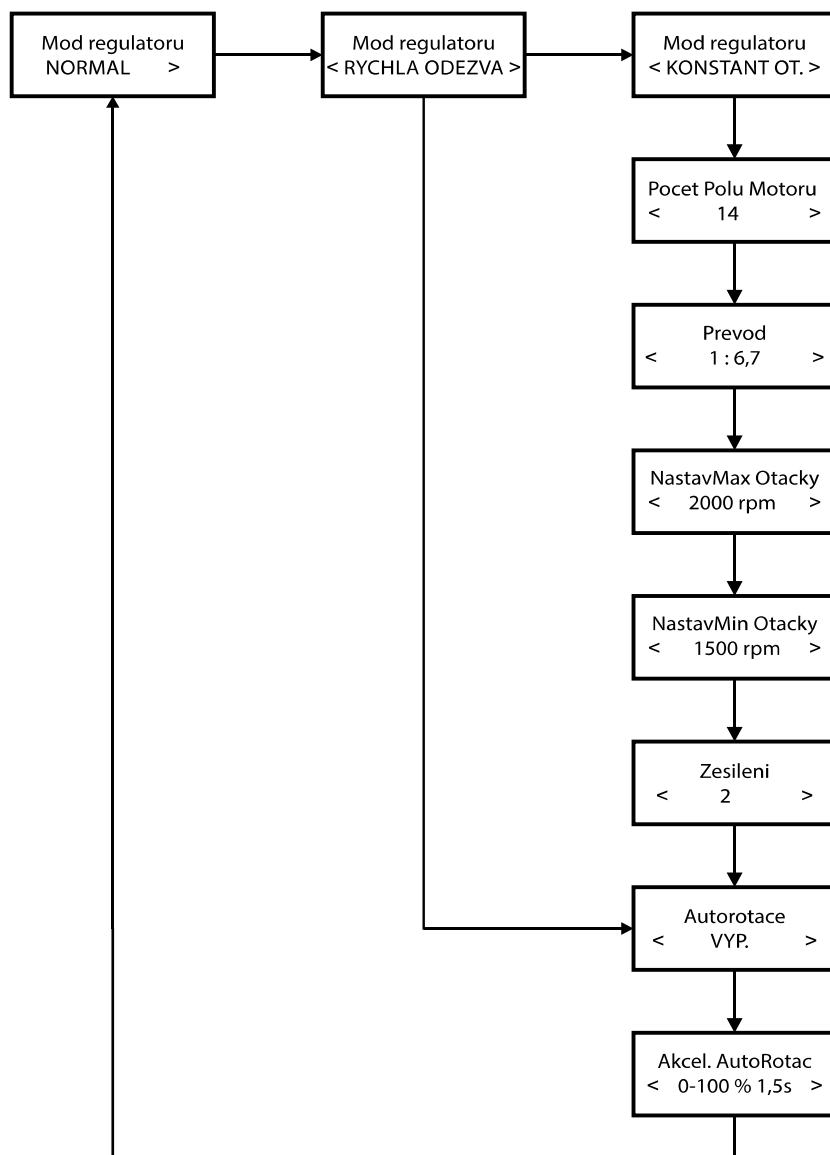 Mod regulatoru
NORMAL >
Mod regulatoru
< RYCHLA ODEZVA >
Mod regulatoru
< KONSTANT OT. >
Pocet Polu Motoru
< 14 >
Prevod
< 1 : 6,7 >
NastavMax Otacky
< 2000 rpm >
NastavMin Otacky
< 1500 rpm >
Zesileni
< 2 >
Autorotace
< VYP. >
Akcel. AutoRotac
< 0-100 % 1,5s >